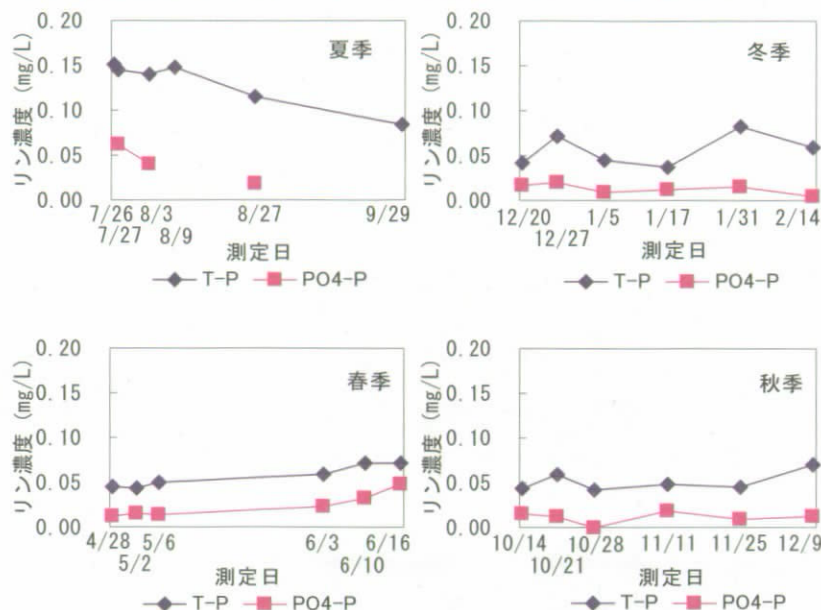 リン濃度 (mg/L)
0.20
0.15
0.10
0.05
0.00
夏季
7/26 8/3 8/27 9/29
7/27 8/9
測定日
T-P PO4-P
リン濃度 (mg/L)
0.20
0.15
0.10
0.05
0.00
冬季
12/20 1/5 1/17 1/31 2/14
12/27
測定日
T-P PO4-P
リン濃度 (mg/L)
0.20
0.15
0.10
0.05
0.00
春季
4/28 5/6 6/3 6/16
5/2 6/10
測定日
T-P PO4-P
リン濃度 (mg/L)
0.20
0.15
0.10
0.05
0.00
秋季
10/14 10/28 11/11 11/25 12/9
10/21
測定日
T-P PO4-P